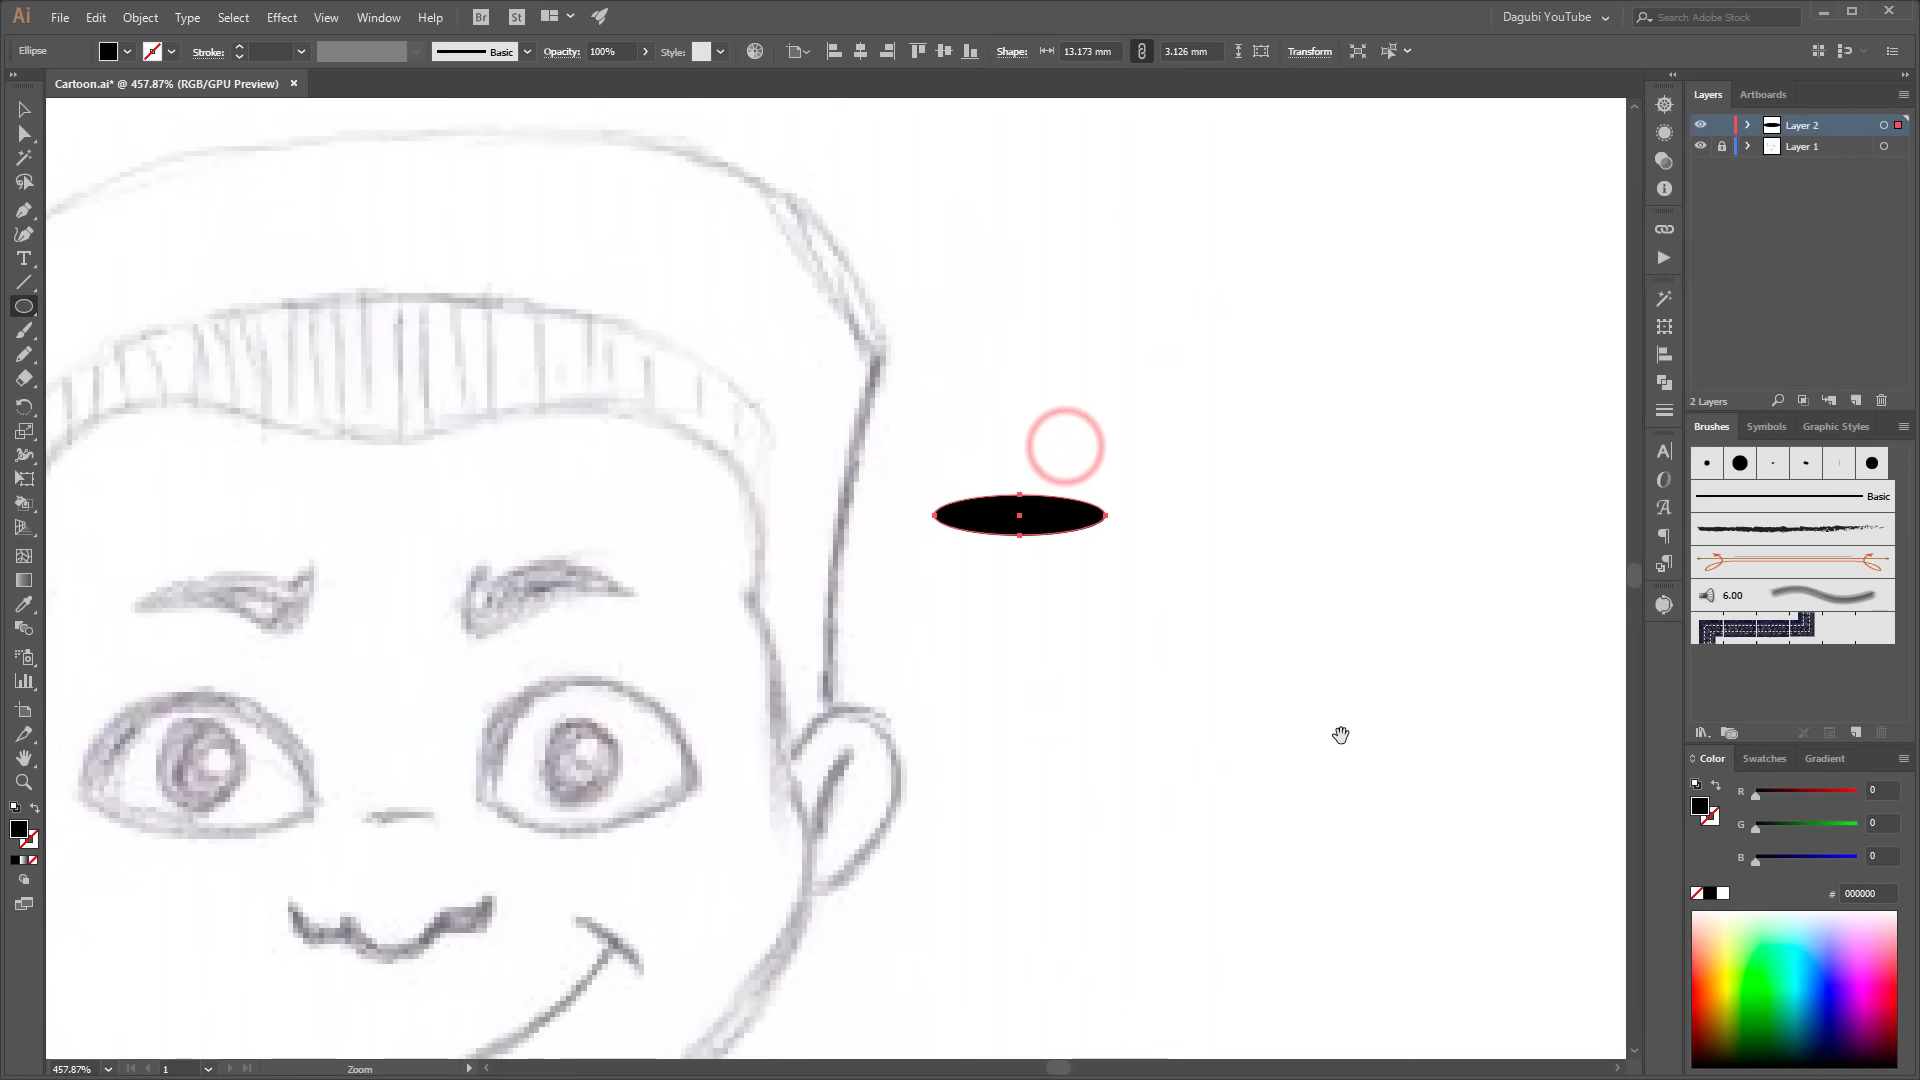 Ai File Edit Object Type Select Effect View Window Help Br St Dagubi YouTube Search Adobe Stock
Ellipse Stroke: Basic Opacity: 100% Style: Shape: 13.173 mm 3.126 mm Transform
Cartoon.ai* @ 457.87% (RGB/GPU Preview) ×
Layers Artboards
Layer 2
Layer 1
2 Layers
Brushes Symbols Graphic Styles
Basic
6.00
Color Swatches Gradient
R 0
G 0
B 0
# 000000
457.87% 1 Zoom